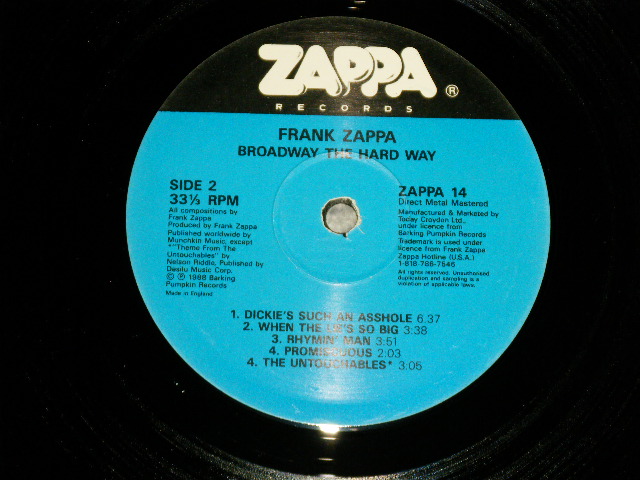 ZAPPA
®
RECORDS
FRANK ZAPPA
BROADWAY THE HARD WAY
SIDE 2
33⅓ RPM
All compositions by
Frank Zappa
Produced by Frank Zappa
Published worldwide by
Munchkin Music, except
*"Theme From The
Untouchables" by
Nelson Riddle, Published by
Desilu Music Corp.
© ℗ 1988 Barking
Pumpkin Records
Made in England
ZAPPA 14
Direct Metal Mastered
Manufactured & Marketed by
Today Croydon Ltd.,
under licence from
Barking Pumpkin Records
Trademark is used under
licence from Frank Zappa
Zappa Hotline (U.S.A.)
1-818-786-7546
All rights reserved. Unauthorised
duplication and sampling is a
violation of applicable laws.
1. DICKIE'S SUCH AN ASSHOLE 6.37
2. WHEN THE LIE'S SO BIG 3:38
3. RHYMIN' MAN 3:51
4. PROMISCUOUS 2:03
4. THE UNTOUCHABLES* 3:05